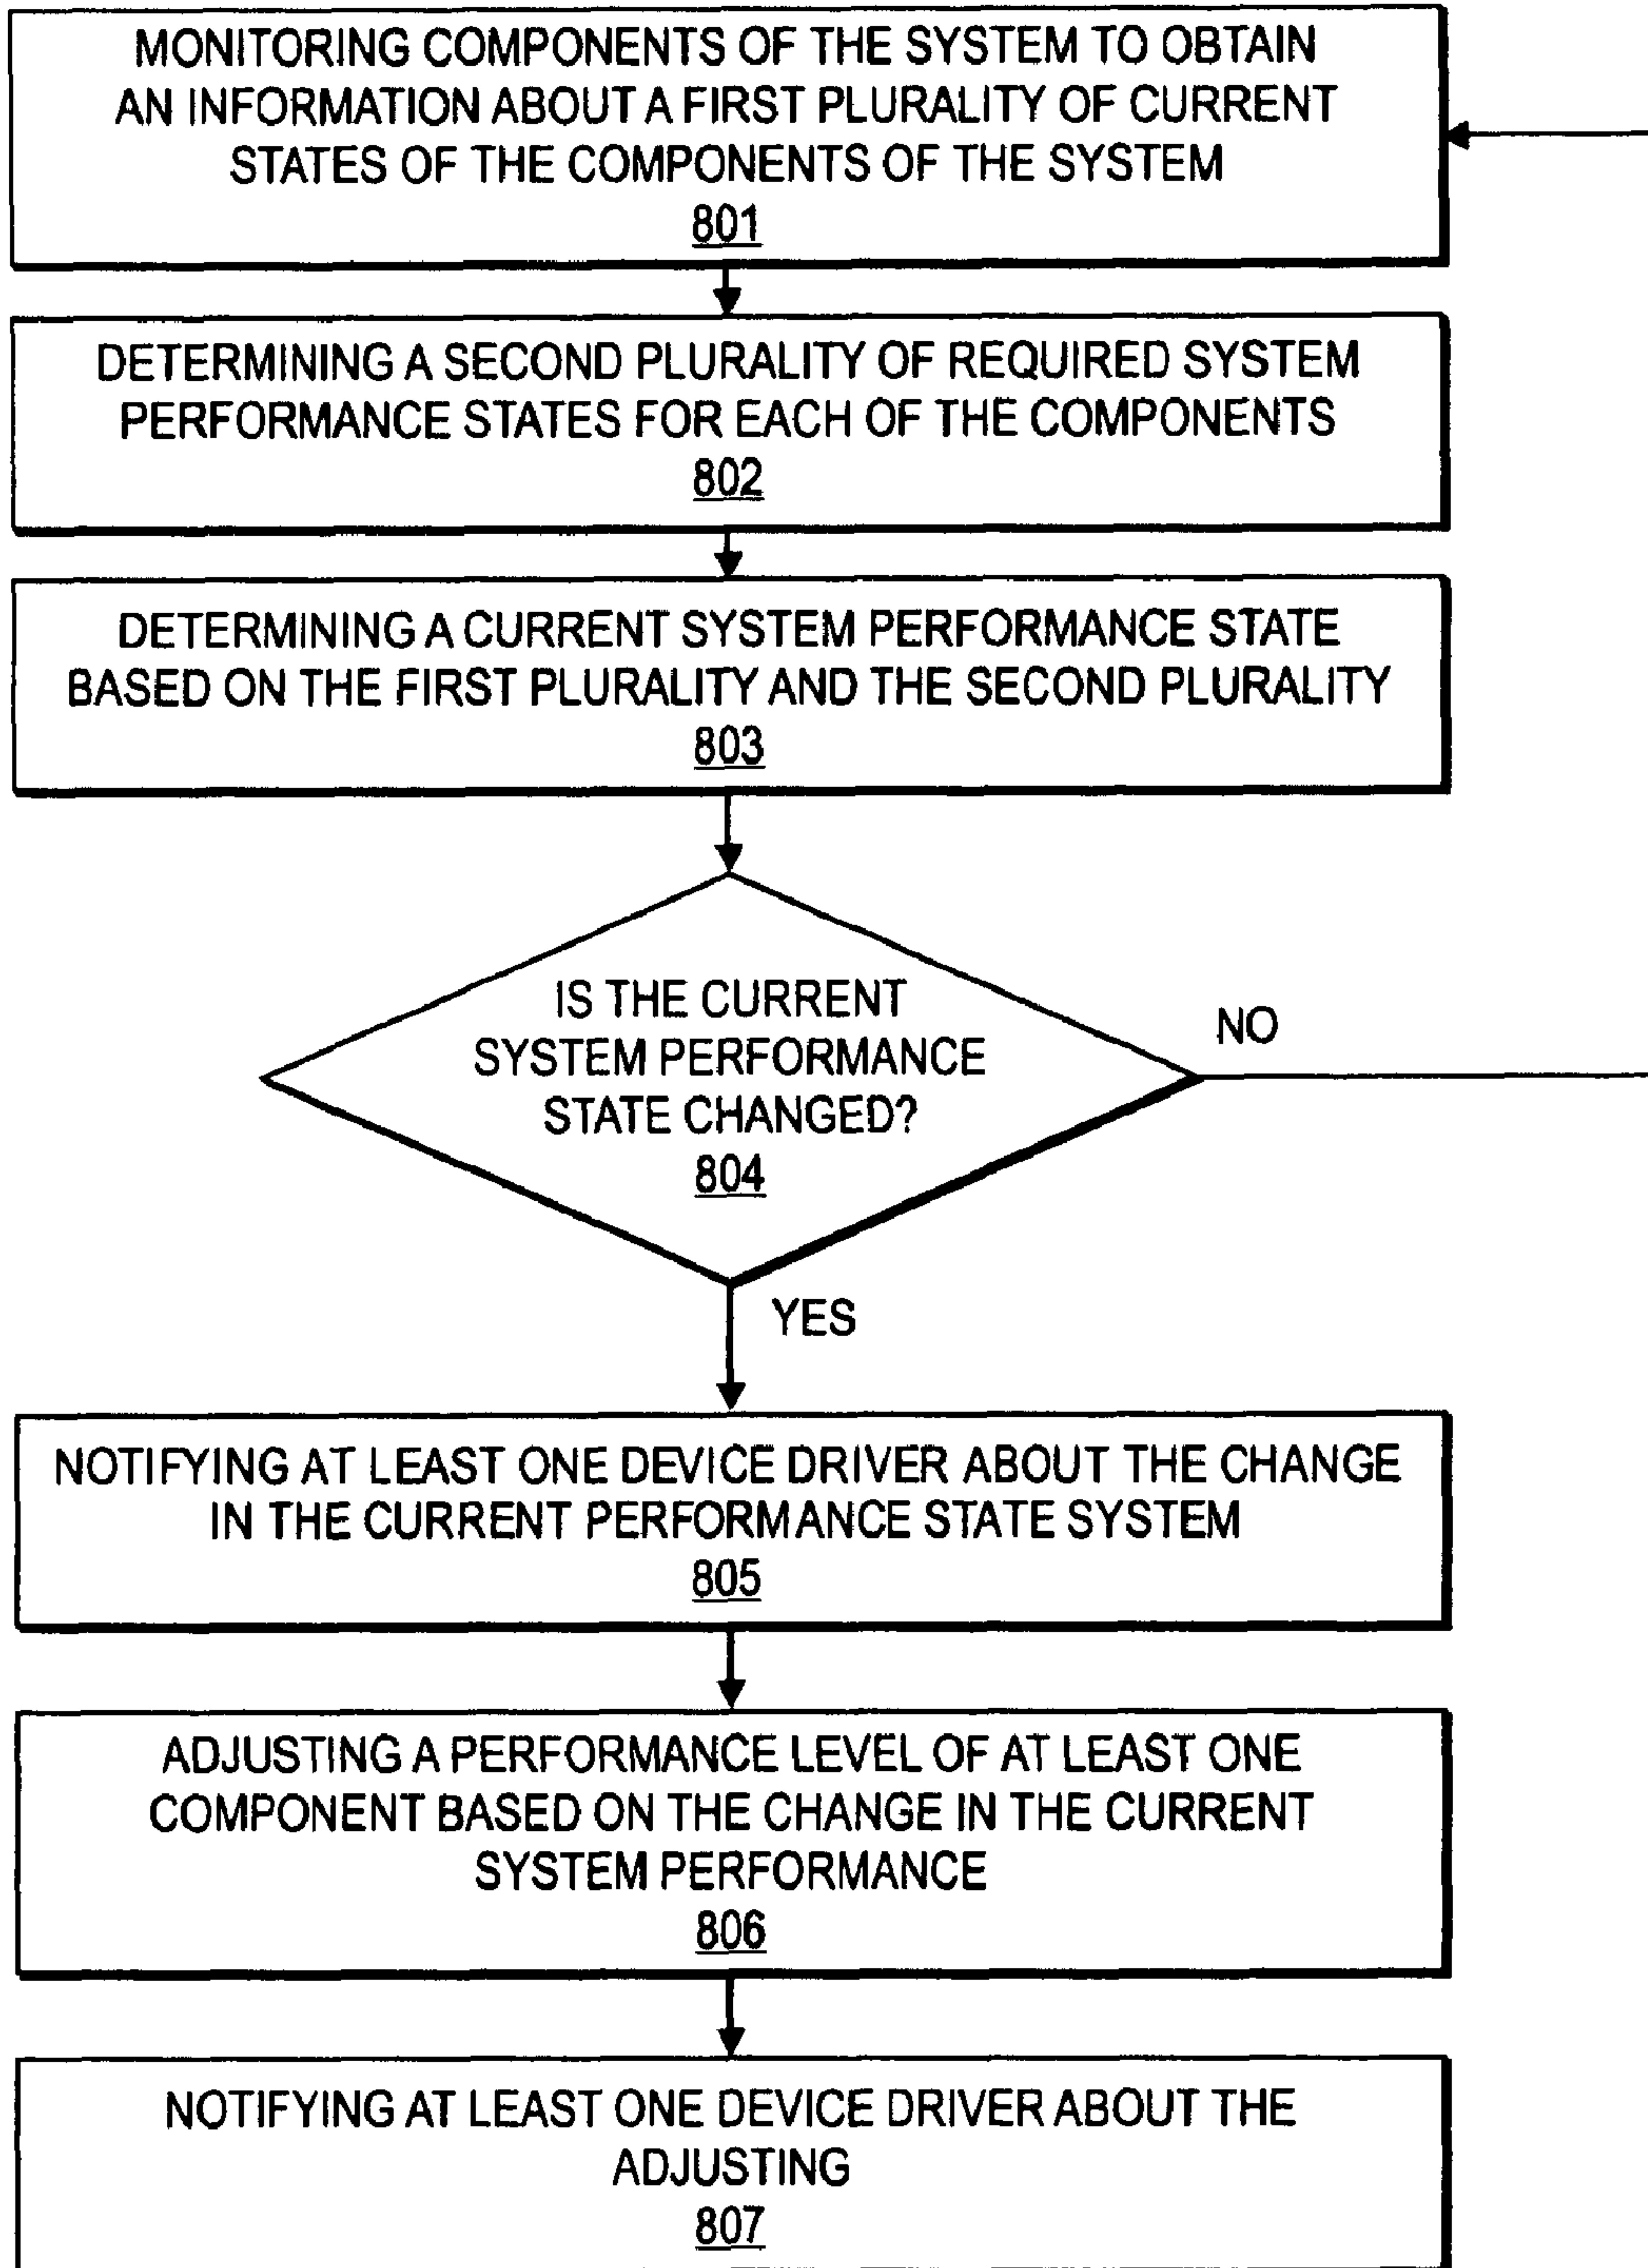 MONITORING COMPONENTS OF THE SYSTEM TO OBTAIN
AN INFORMATION ABOUT A FIRST PLURALITY OF CURRENT
STATES OF THE COMPONENTS OF THE SYSTEM
801
DETERMINING A SECOND PLURALITY OF REQUIRED SYSTEM
PERFORMANCE STATES FOR EACH OF THE COMPONENTS
802
DETERMINING A CURRENT SYSTEM PERFORMANCE STATE
BASED ON THE FIRST PLURALITY AND THE SECOND PLURALITY
803
IS THE CURRENT
SYSTEM PERFORMANCE
STATE CHANGED?
804
NO
YES
NOTIFYING AT LEAST ONE DEVICE DRIVER ABOUT THE CHANGE
IN THE CURRENT PERFORMANCE STATE SYSTEM
805
ADJUSTING A PERFORMANCE LEVEL OF AT LEAST ONE
COMPONENT BASED ON THE CHANGE IN THE CURRENT
SYSTEM PERFORMANCE
806
NOTIFYING AT LEAST ONE DEVICE DRIVER ABOUT THE
ADJUSTING
807